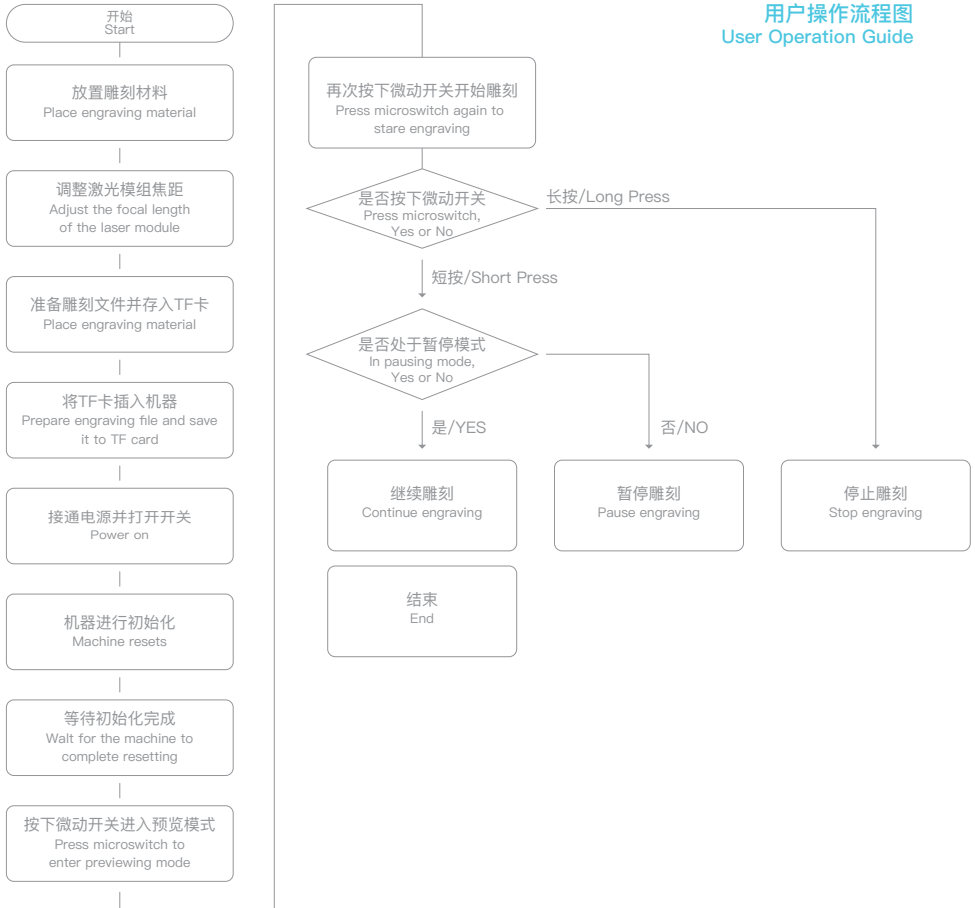 用户操作流程图
User Operation Guide
开始
Start
放置雕刻材料
Place engraving material
调整激光模组焦距
Adjust the focal length
of the laser module
准备雕刻文件并存入TF卡
Place engraving material
将TF卡插入机器
Prepare engraving file and save
it to TF card
接通电源并打开开关
Power on
机器进行初始化
Machine resets
等待初始化完成
Walt for the machine to
complete resetting
按下微动开关进入预览模式
Press microswitch to
enter previewing mode
再次按下微动开关开始雕刻
Press microswitch again to
stare engraving
是否按下微动开关
Press microswitch,
Yes or No
长按/Long Press
短按/Short Press
是否处于暂停模式
In pausing mode,
Yes or No
是/YES
否/NO
继续雕刻
Continue engraving
暂停雕刻
Pause engraving
停止雕刻
Stop engraving
结束
End